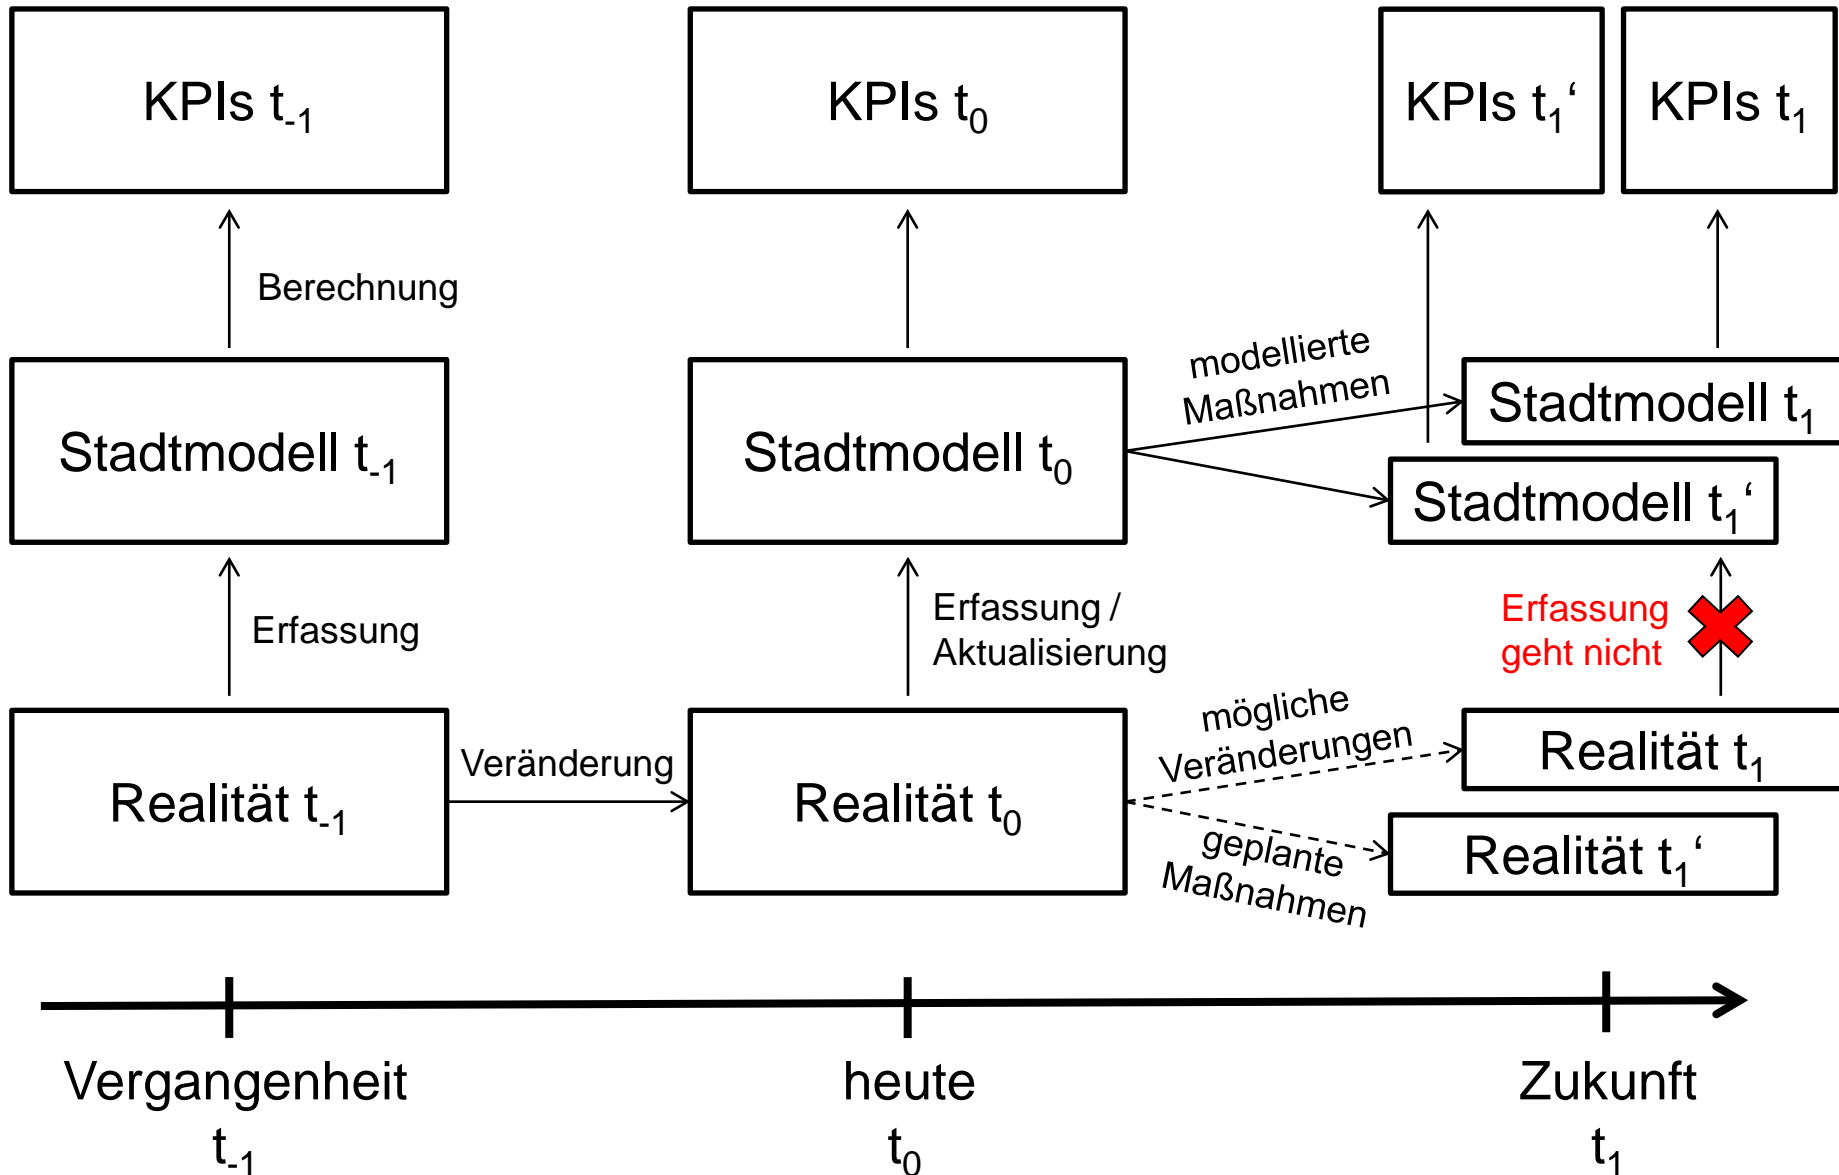 KPIs t-1
KPIs t0
KPIs t1‘
KPIs t1
Berechnung
modellierte
Maßnahmen
Stadtmodell t-1
Stadtmodell t0
Stadtmodell t1
Stadtmodell t1‘
Erfassung
Erfassung /
Aktualisierung
Erfassung
geht nicht
Realität t-1
Veränderung
Realität t0
mögliche
Veränderungen
geplante
Maßnahmen
Realität t1
Realität t1‘
Vergangenheit
t-1
heute
t0
Zukunft
t1